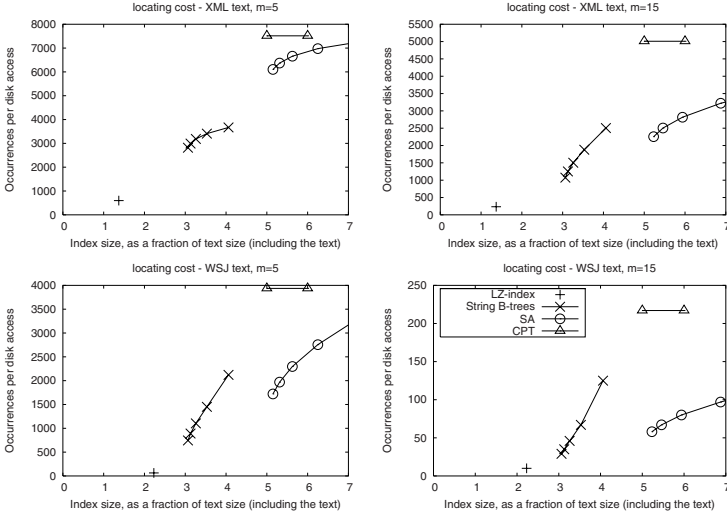 locating cost - XML text, m=5
8000
7000
6000
5000
4000
3000
2000
1000
0
Occurrences per disk access
0 1 2 3 4 5 6 7
Index size, as a fraction of text size (including the text)
locating cost - XML text, m=15
5500
5000
4500
4000
3500
3000
2500
2000
1500
1000
500
0
Occurrences per disk access
0 1 2 3 4 5 6 7
Index size, as a fraction of text size (including the text)
locating cost - WSJ text, m=5
4000
3500
3000
2500
2000
1500
1000
500
0
Occurrences per disk access
0 1 2 3 4 5 6 7
Index size, as a fraction of text size (including the text)
locating cost - WSJ text, m=15
250
200
150
100
50
0
Occurrences per disk access
LZ-index
String B-trees
SA
CPT
0 1 2 3 4 5 6 7
Index size, as a fraction of text size (including the text)